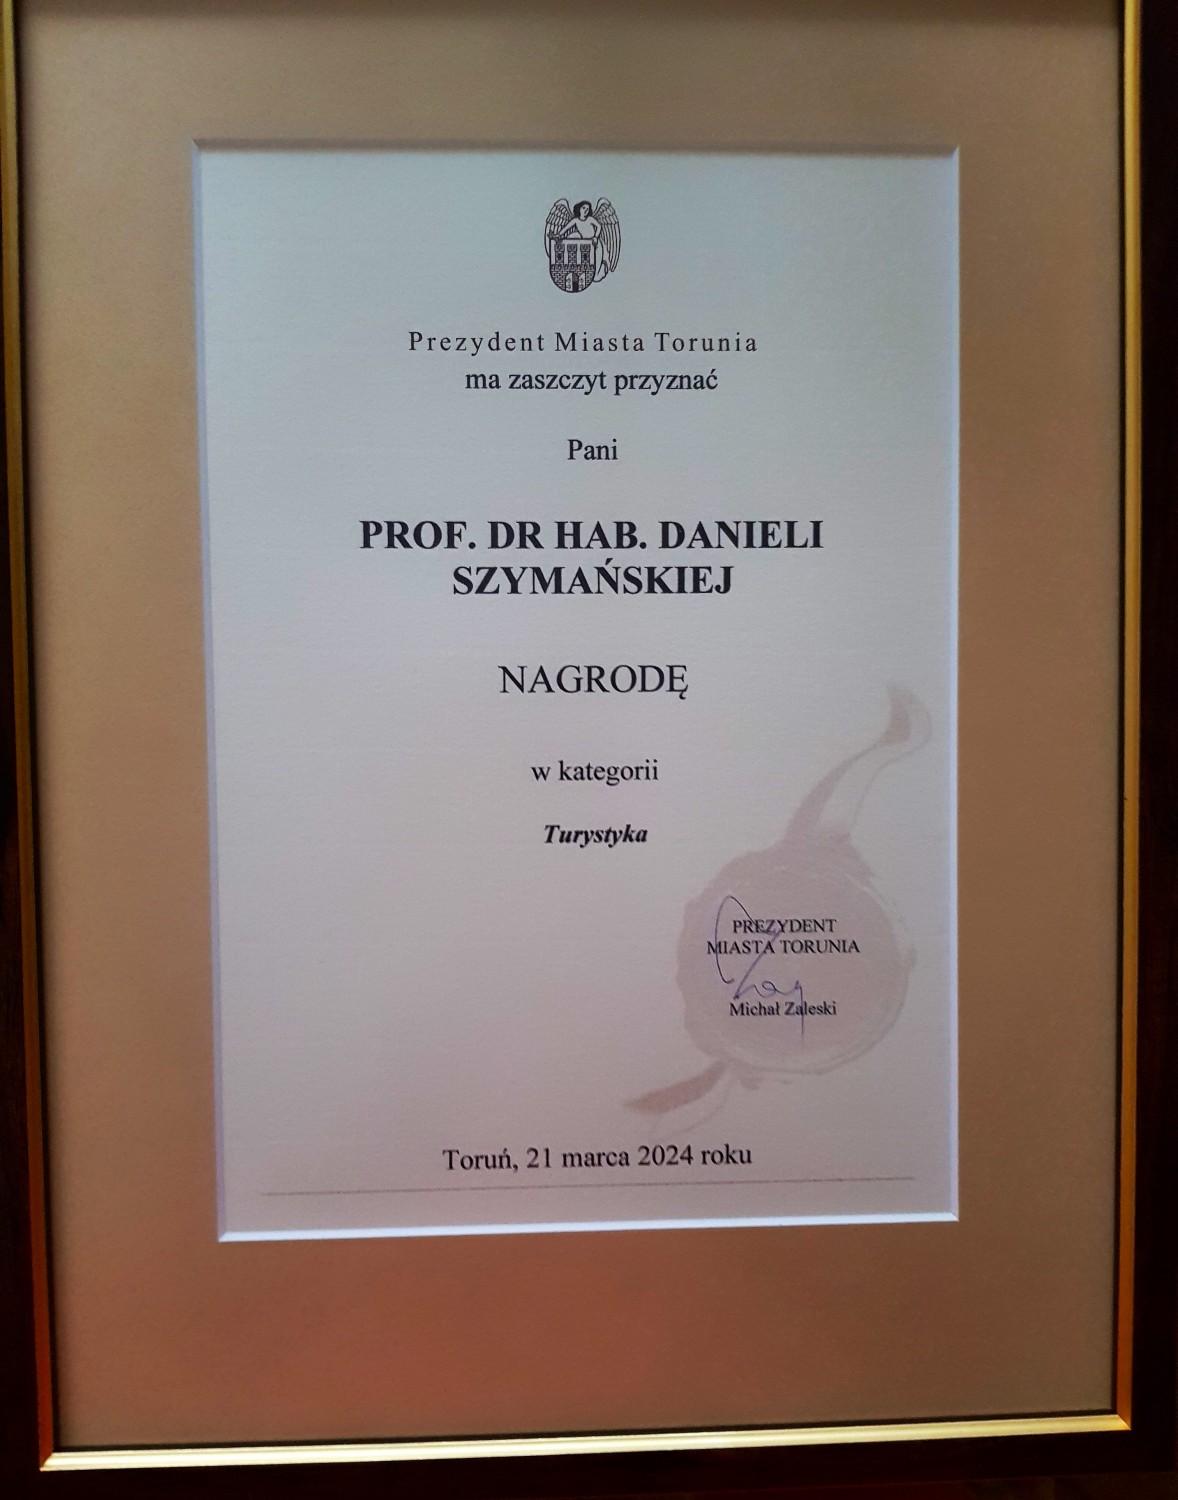 Prezydent Miasta Torunia
ma zaszczyt przyznać
Pani
PROF. DR HAB. DANIELI
SZYMAŃSKIEJ
NAGRODĘ
w kategorii
Turystyka
PREZYDENT
MIASTA TORUNIA
Michał Zaleski
Toruń, 21 marca 2024 roku